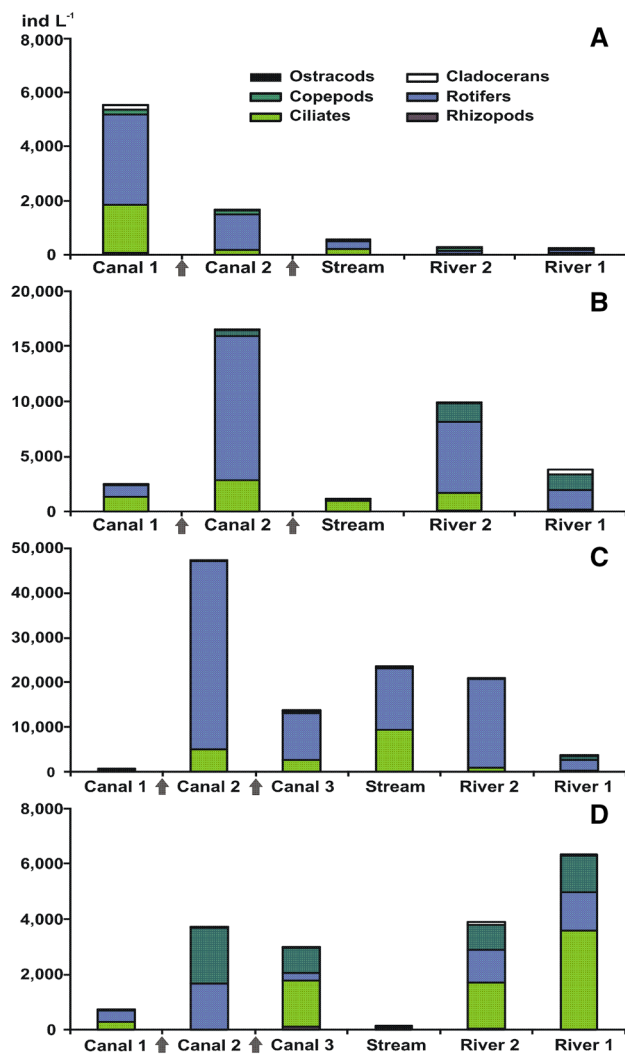 ind L⁻¹
8,000
A
6,000
4,000
2,000
0
Ostracods Cladocerans
Copepods Rotifers
Ciliates Rhizopods
Canal 1 Canal 2 Stream River 2 River 1
20,000
B
15,000
10,000
5,000
0
Canal 1 Canal 2 Stream River 2 River 1
50,000
C
40,000
30,000
20,000
10,000
0
Canal 1 Canal 2 Canal 3 Stream River 2 River 1
8,000
D
6,000
4,000
2,000
0
Canal 1 Canal 2 Canal 3 Stream River 2 River 1